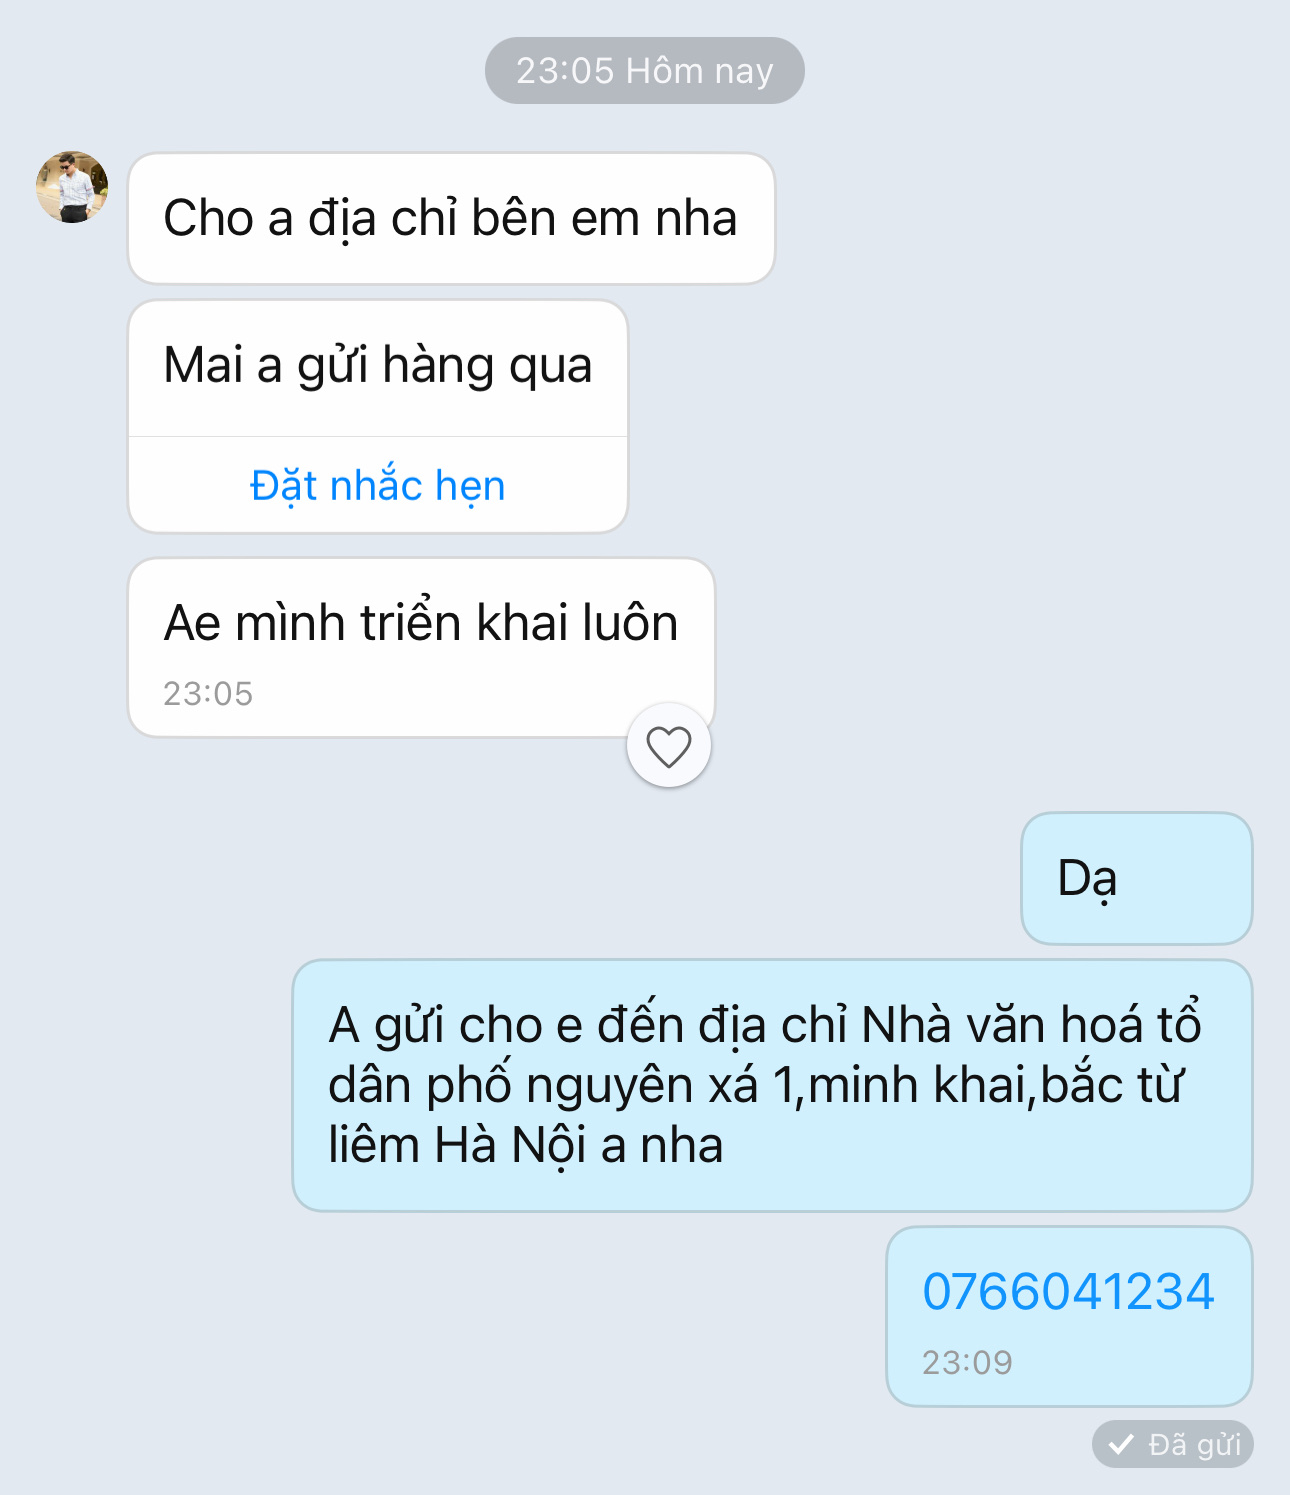 23:05 Hôm nay
Cho a địa chỉ bên em nha
Mai a gửi hàng qua
Đặt nhắc hẹn
Ae mình triển khai luôn
23:05
Dạ
A gửi cho e đến địa chỉ Nhà văn hoá tổ
dân phố nguyên xá 1,minh khai,bắc từ
liêm Hà Nội a nha
0766041234
23:09
Đã gửi